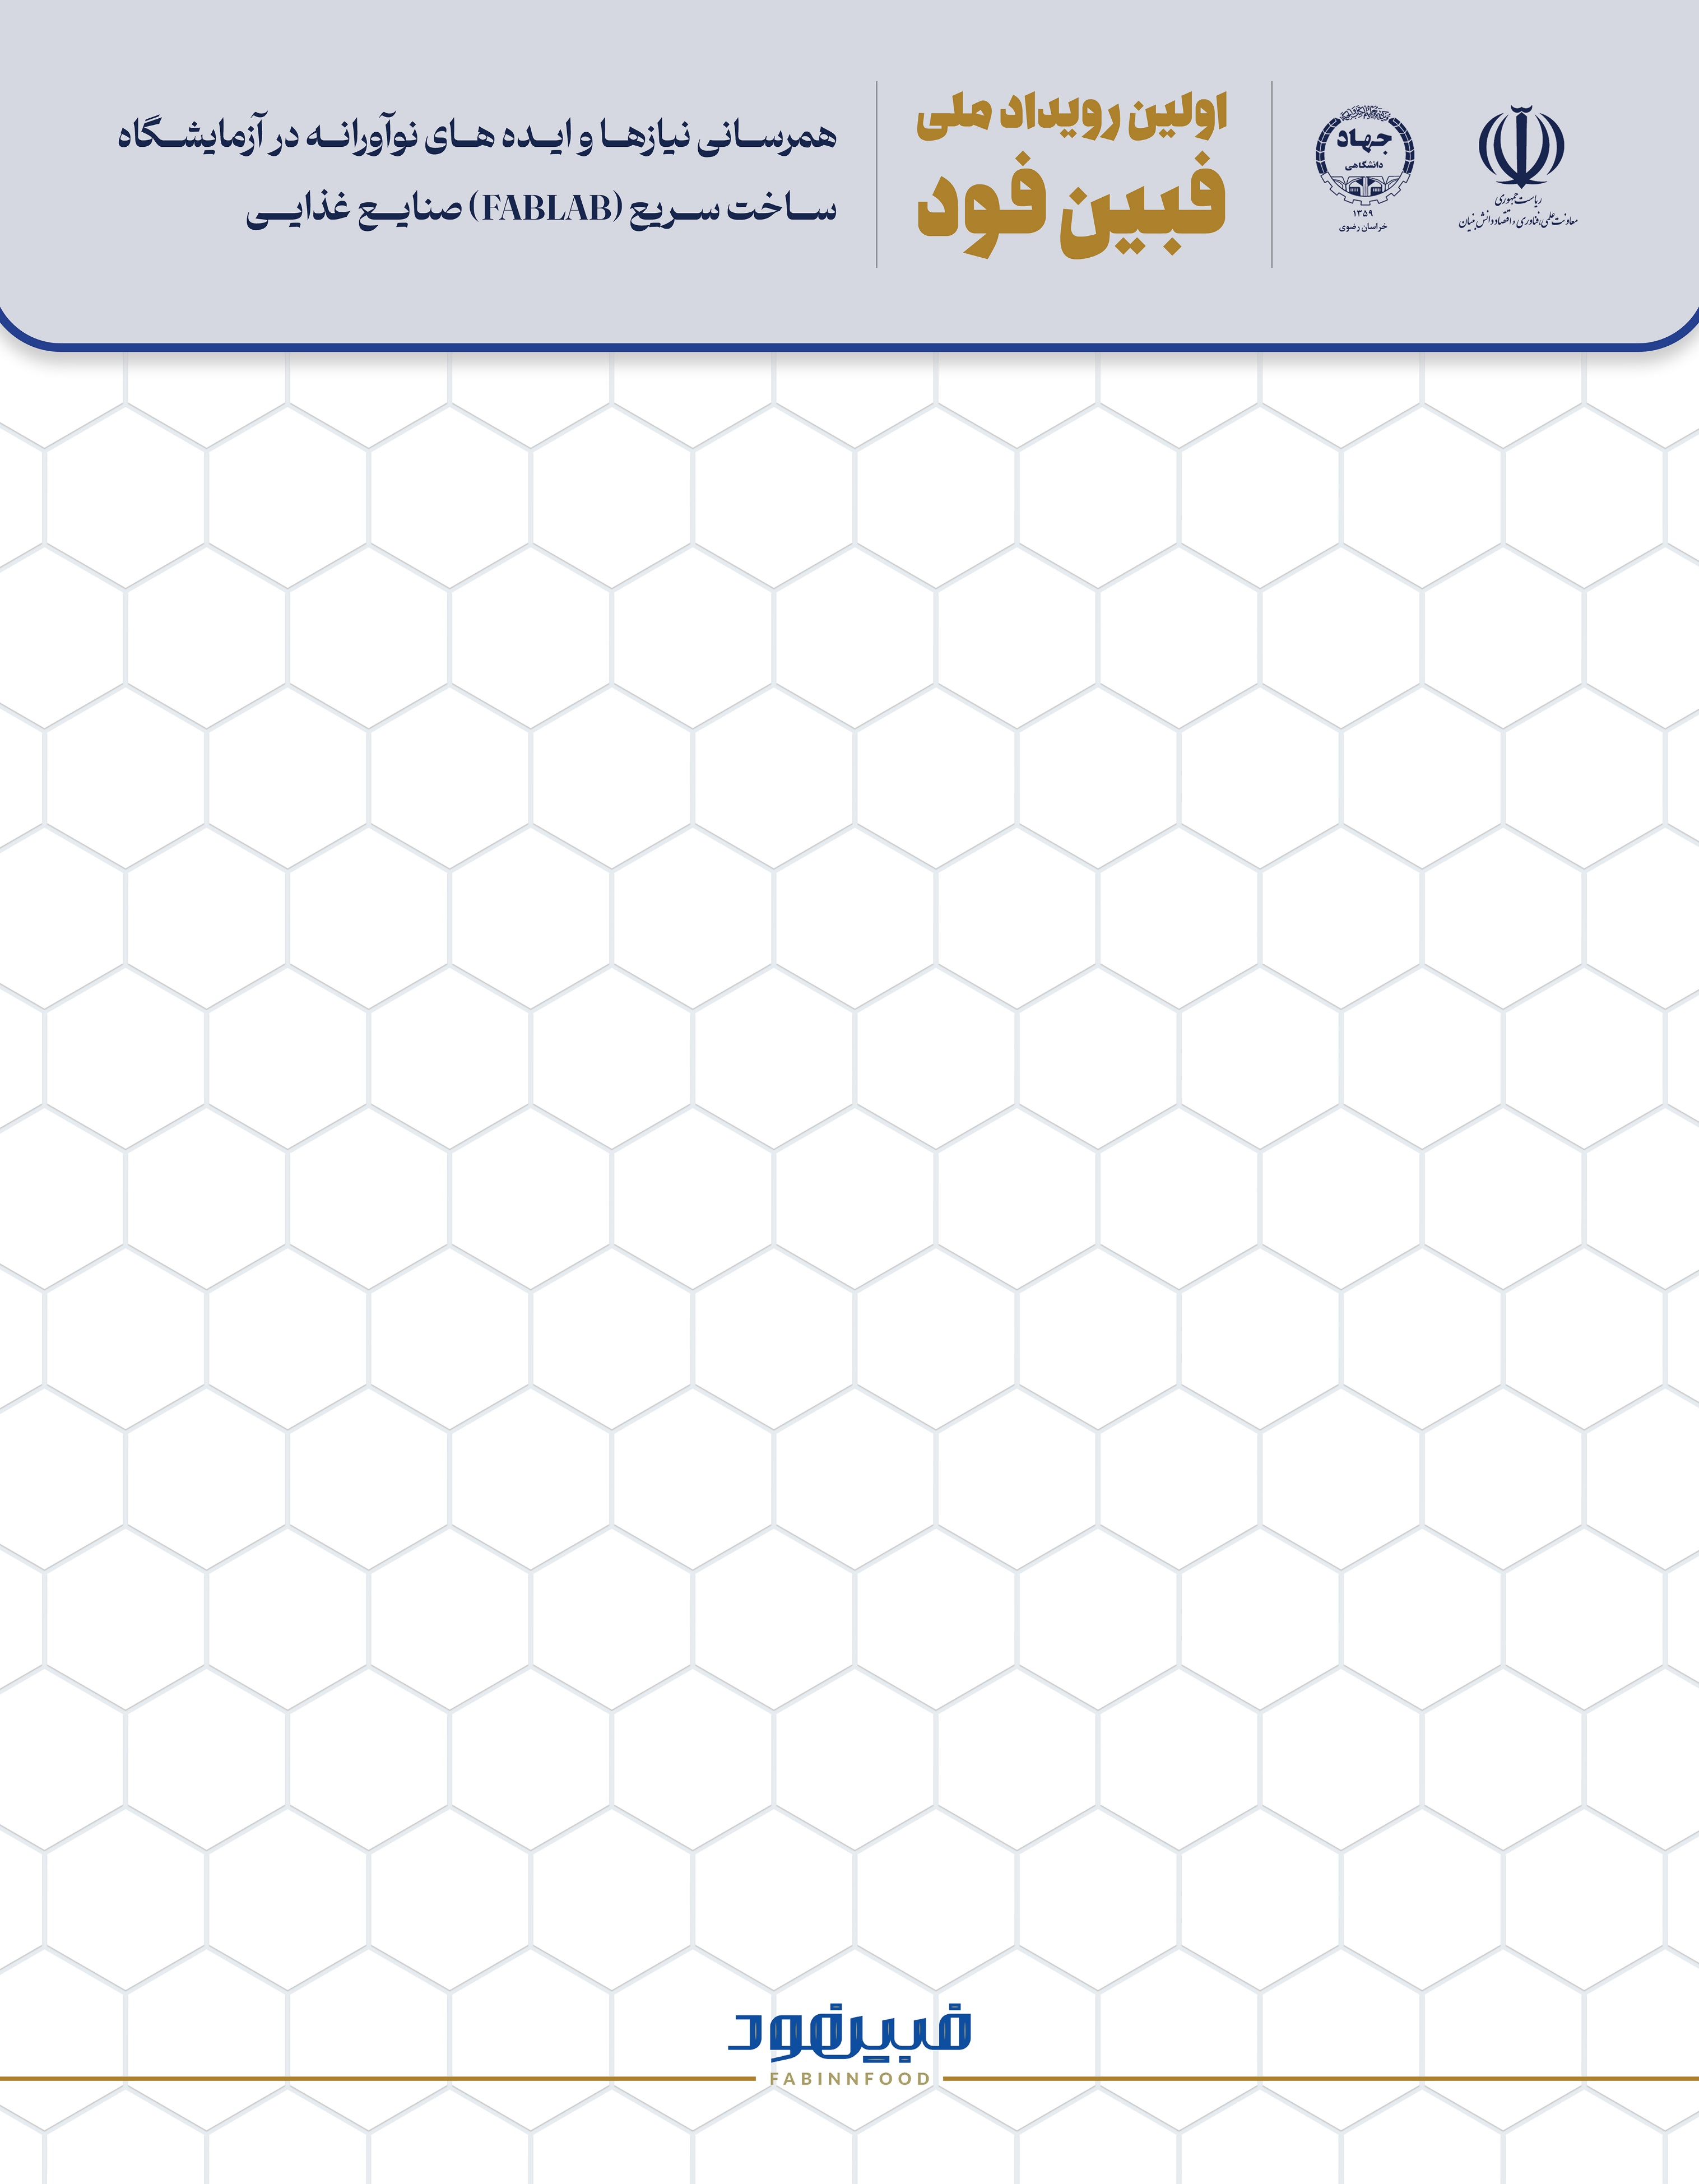 ریاست جمهوری
معاونت علمی، فناوری و اقتصاد دانش بنیان
جهاد
دانشگاهی
۱۳۵۹
خراسان رضوی
اولین رویداد ملی
فبین فود
همرسانی نیازها و ایده های نوآورانه در آزمایشگاه
ساخت سریع (FABLAB) صنایع غذایی
فبین فود
FABINNFOOD